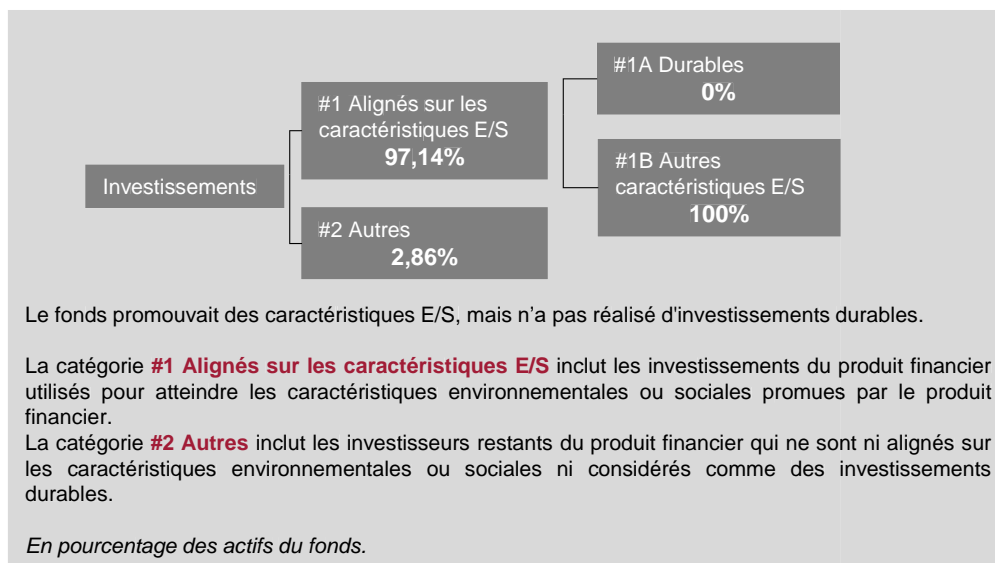 #1A Durables
0%
#1 Alignés sur les
caractéristiques E/S
97,14%
#1B Autres
caractéristiques E/S
100%
Investissements
#2 Autres
2,86%
Le fonds promouvait des caractéristiques E/S, mais n'a pas réalisé d'investissements durables.
La catégorie #1 Alignés sur les caractéristiques E/S inclut les investissements du produit financier
utilisés pour atteindre les caractéristiques environnementales ou sociales promues par le produit
financier.
La catégorie #2 Autres inclut les investisseurs restants du produit financier qui ne sont ni alignés sur
les caractéristiques environnementales ou sociales ni considérés comme des investissements
durables.
En pourcentage des actifs du fonds.